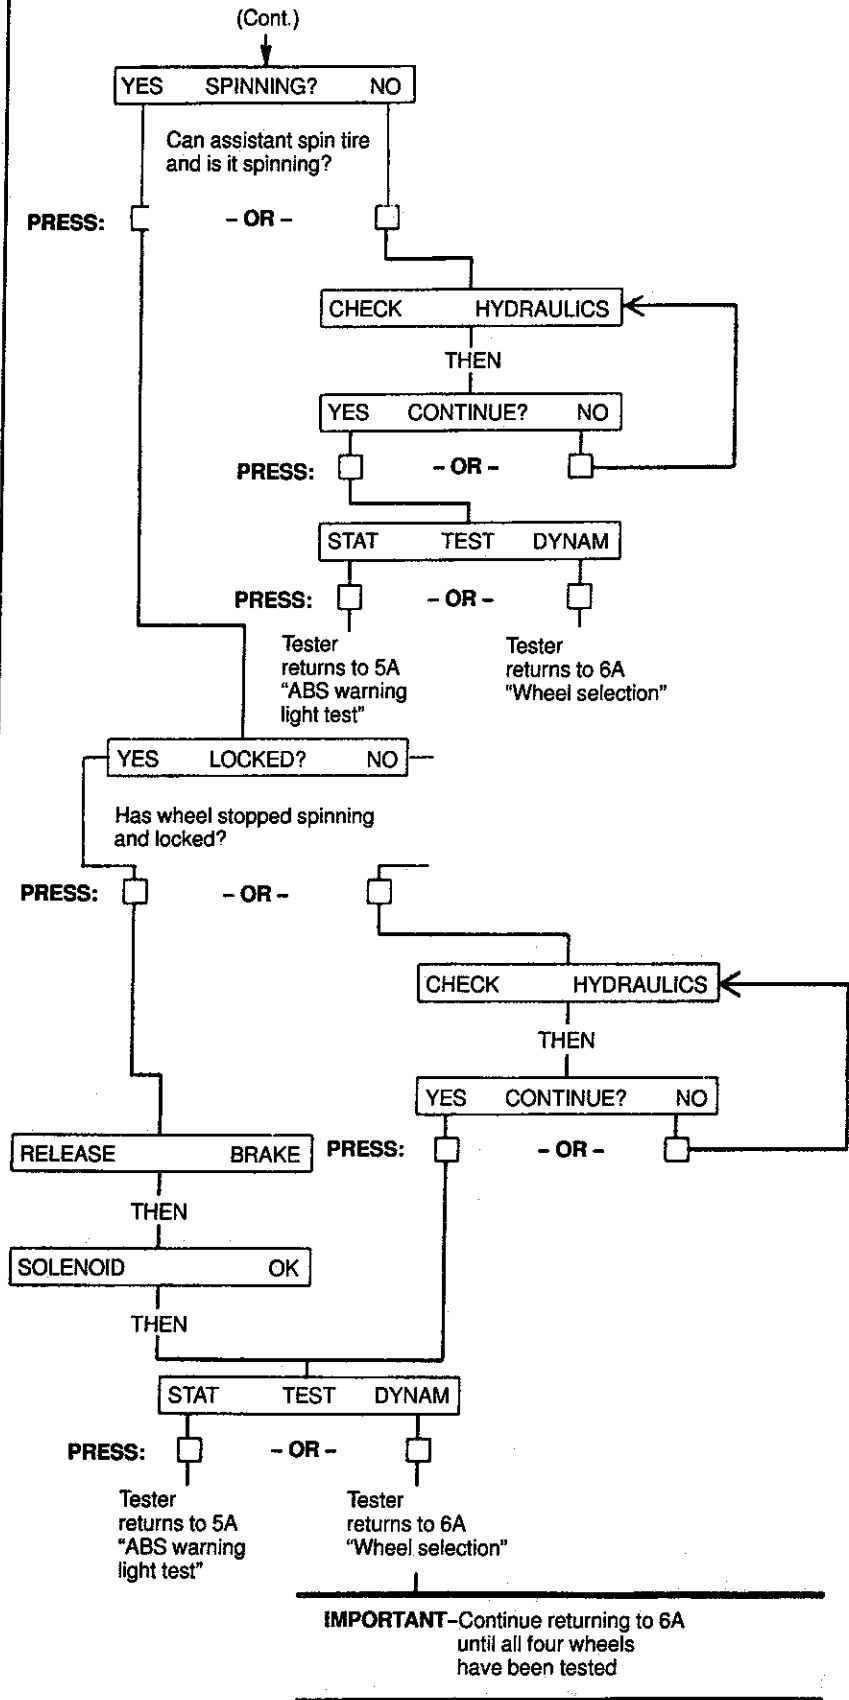 (Cont.)
YES SPINNING? NO
Can assistant spin tire
and is it spinning?
PRESS: – OR –
CHECK HYDRAULICS
THEN
YES CONTINUE? NO
PRESS: – OR –
STAT TEST DYNAM
PRESS: – OR –
Tester
returns to 5A
“ABS warning
light test”
Tester
returns to 6A
“Wheel selection”
YES LOCKED? NO
Has wheel stopped spinning
and locked?
PRESS: – OR –
CHECK HYDRAULICS
THEN
YES CONTINUE? NO
PRESS: – OR –
RELEASE BRAKE
THEN
SOLENOID OK
THEN
STAT TEST DYNAM
PRESS: – OR –
Tester
returns to 5A
“ABS warning
light test”
Tester
returns to 6A
“Wheel selection”
IMPORTANT–Continue returning to 6A
until all four wheels
have been tested